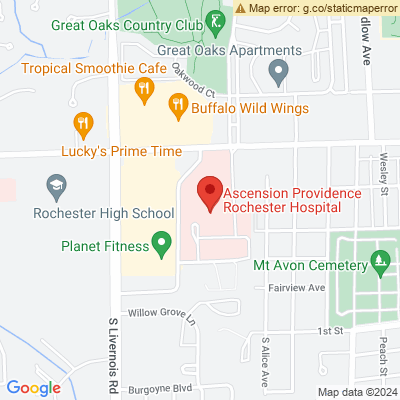 Map error: g.co/staticmaperror
Great Oaks Country Club
Great Oaks Apartments
Oakwood Ct
Tropical Smoothie Cafe
Buffalo Wild Wings
Lucky's Prime Time
Wesley St
Ascension Providence
Rochester Hospital
Rochester High School
Planet Fitness
Mt Avon Cemetery
Fairview Ave
Willow Grove Ln
S Livernois Rd
1st St
S Alice Ave
Peach St
Burgoyne Blvd
Google
Map data ©2024